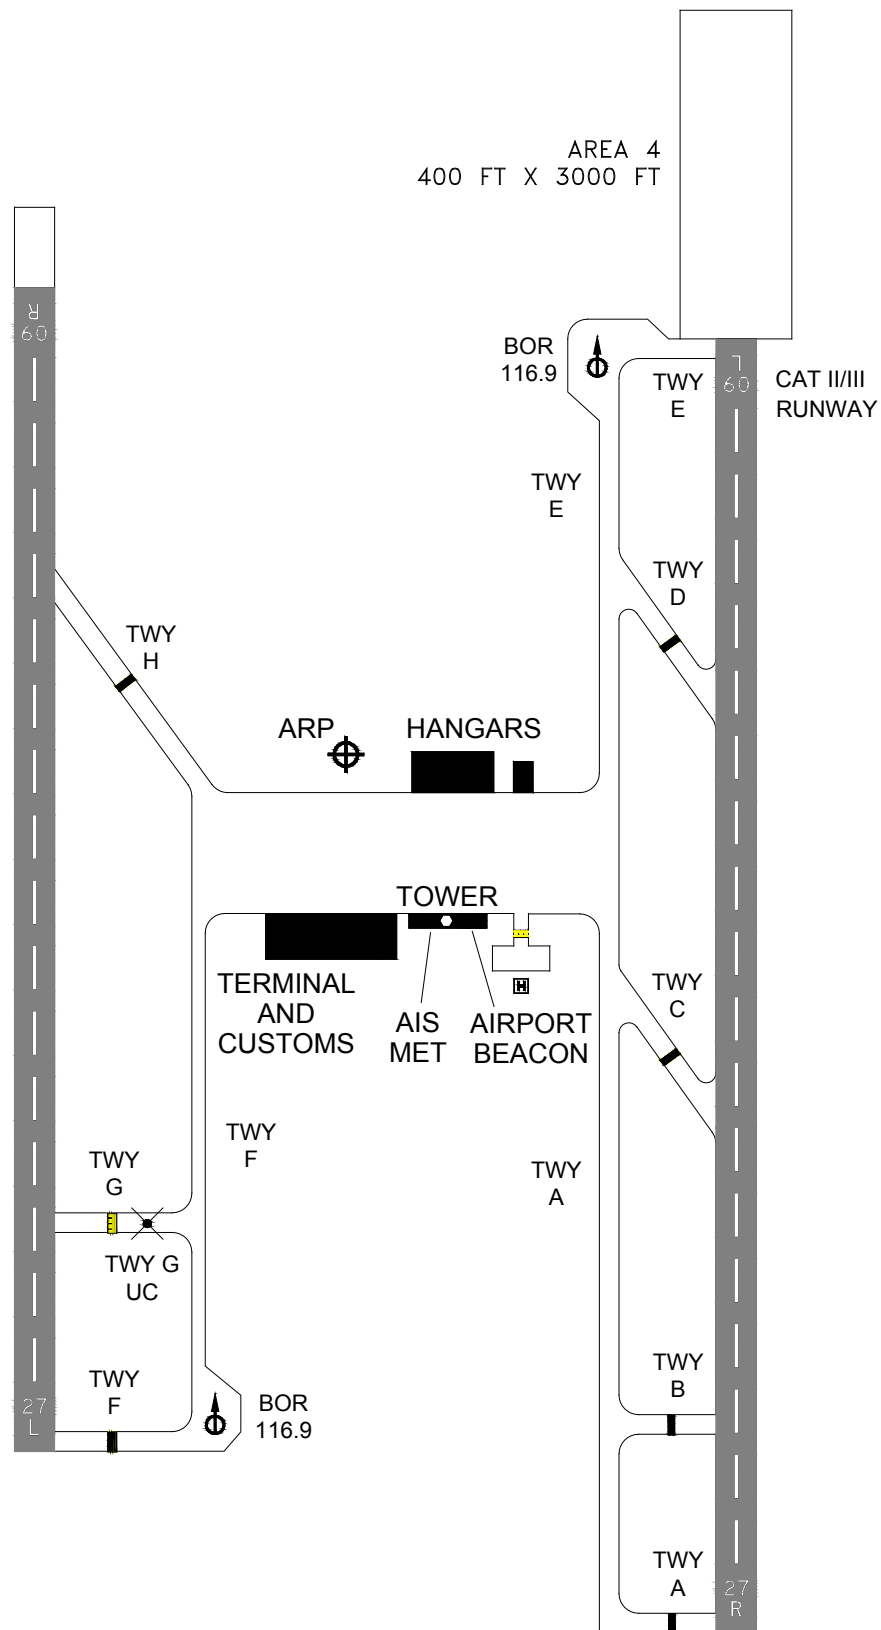 AREA 4
400 FT X 3000 FT
R
09
BOR
116.9
L
09
TWY
E
CAT II/III
RUNWAY
TWY
E
TWY
D
TWY
H
ARP
HANGARS
TOWER
TERMINAL
AND
CUSTOMS
AIS
MET
AIRPORT
BEACON
H
TWY
C
TWY
F
TWY
A
TWY
G
TWY G
UC
TWY
F
BOR
116.9
TWY
B
27
L
TWY
A
27
R